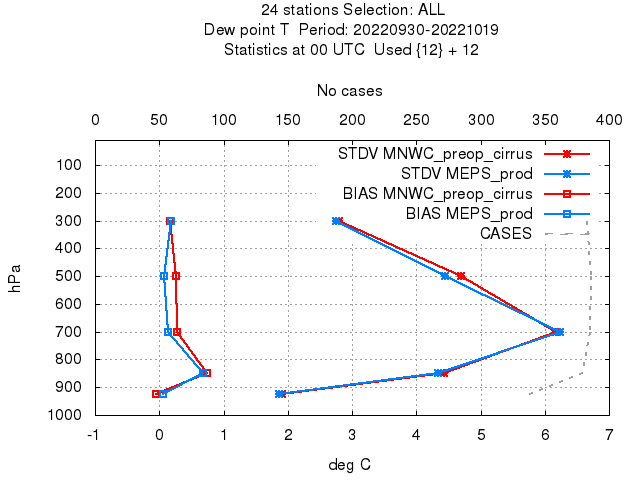 24 stations Selection: ALL
Dew point T  Period: 20220930-20221019
Statistics at 00 UTC  Used {12} + 12
No cases
0 50 100 150 200 250 300 350 400
STDV MNWC_preop_cirrus
STDV MEPS_prod
BIAS MNWC_preop_cirrus
BIAS MEPS_prod
CASES
hPa
100
200
300
400
500
600
700
800
900
1000
-1 0 1 2 3 4 5 6 7
deg C